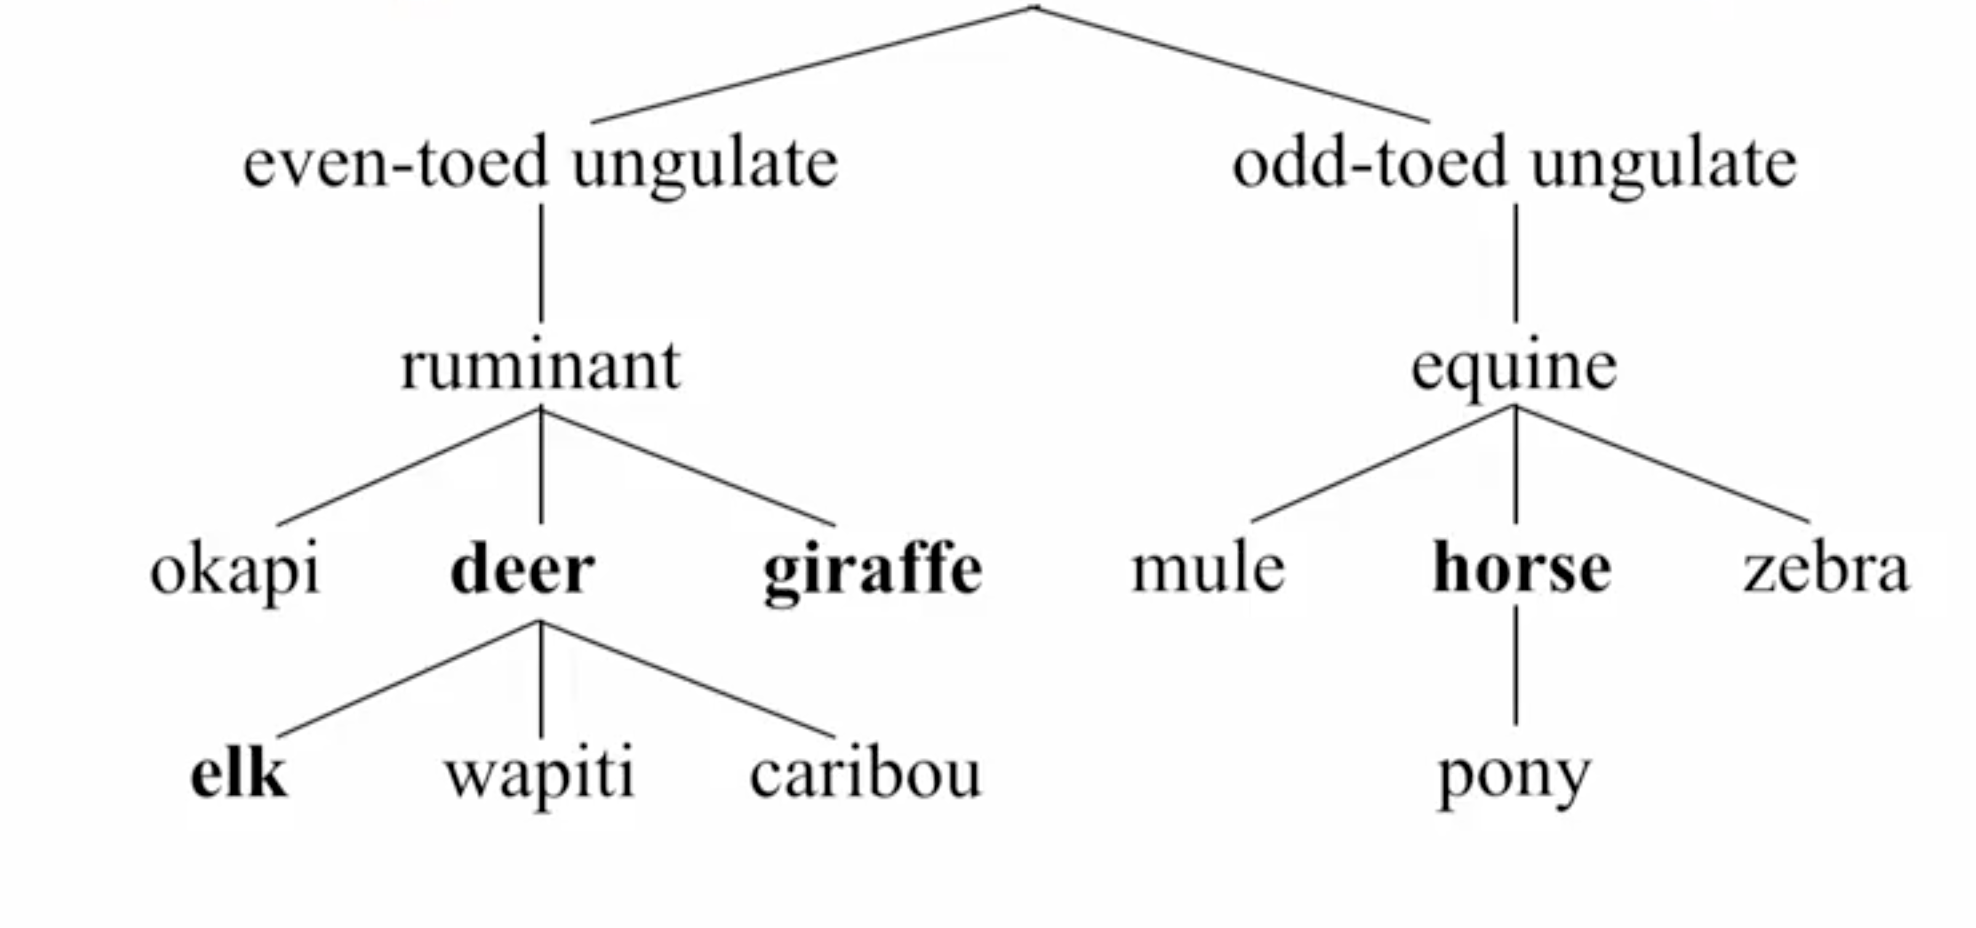 even-toed ungulate odd-toed ungulate
ruminant equine
okapi deer giraffe mule horse zebra
elk wapiti caribou pony